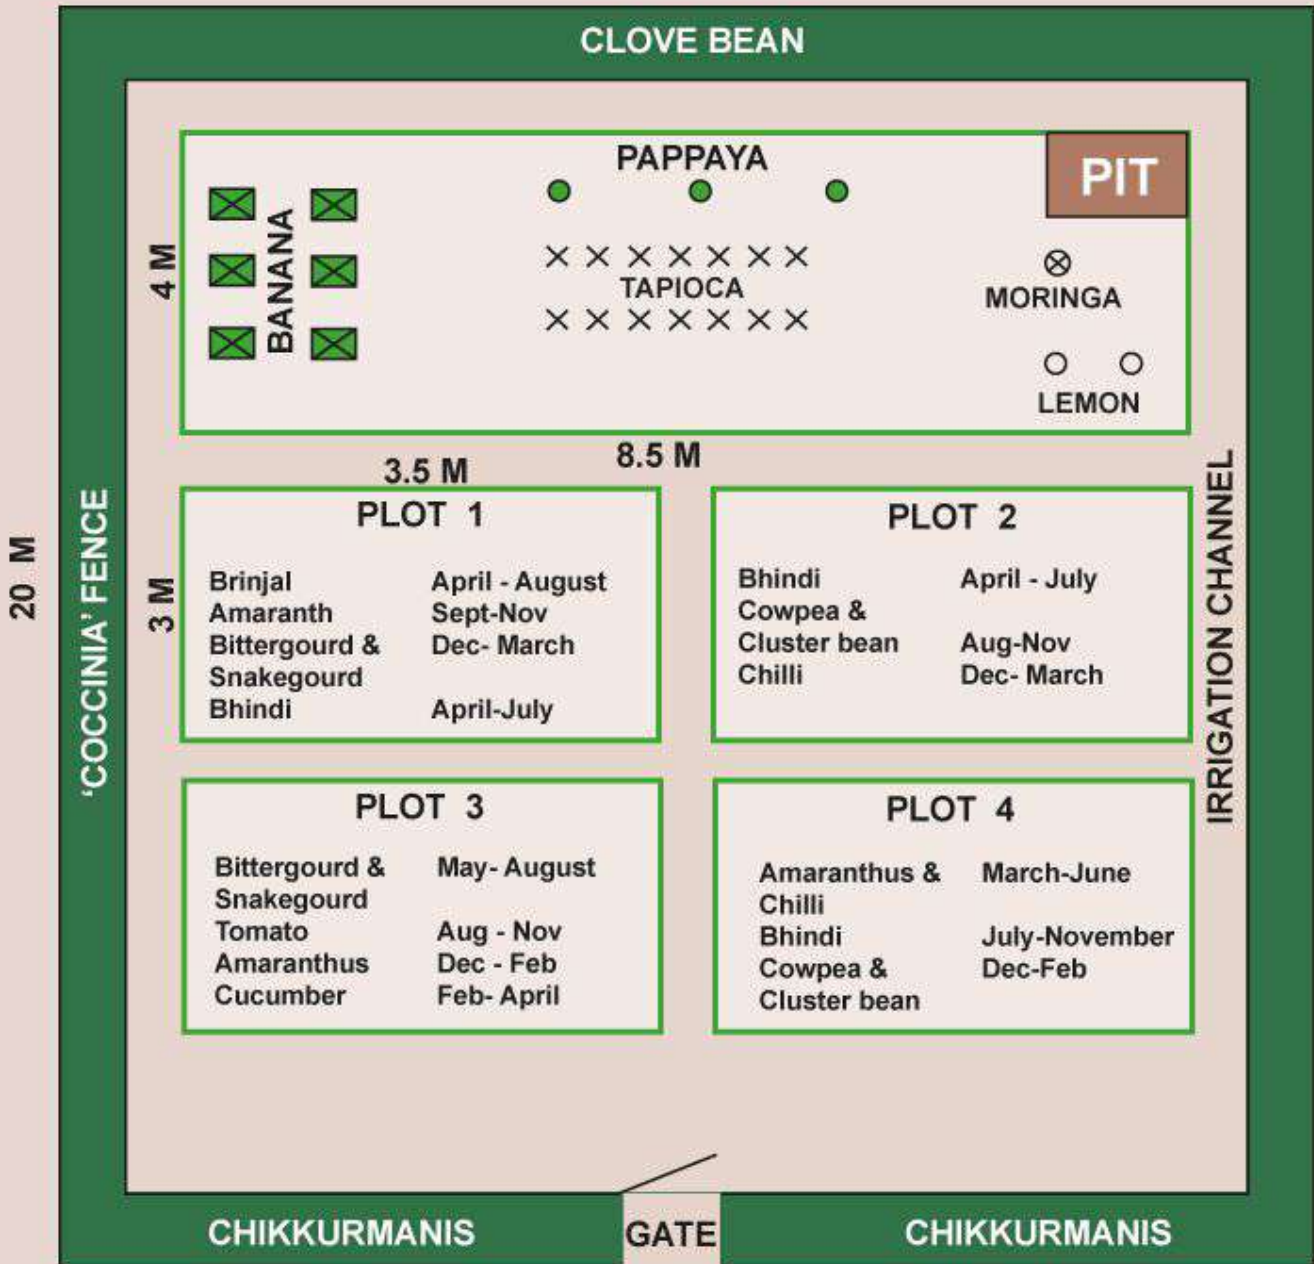 CLOVE BEAN
PAPPAYA
PIT
BANANA
TAPIOCA
MORINGA
LEMON
4 M
8.5 M
3.5 M
20 M
'COCCINIA' FENCE
3 M
IRRIGATION CHANNEL
PLOT 1
Brinjal April - August
Amaranth Sept-Nov
Bittergourd & Dec- March
Snakegourd
Bhindi April-July
PLOT 2
Bhindi April - July
Cowpea &
Cluster bean Aug-Nov
Chilli Dec- March
PLOT 3
Bittergourd & May- August
Snakegourd
Tomato Aug - Nov
Amaranthus Dec - Feb
Cucumber Feb- April
PLOT 4
Amaranthus & March-June
Chilli
Bhindi July-November
Cowpea & Dec-Feb
Cluster bean
CHIKKURMANIS
GATE
CHIKKURMANIS